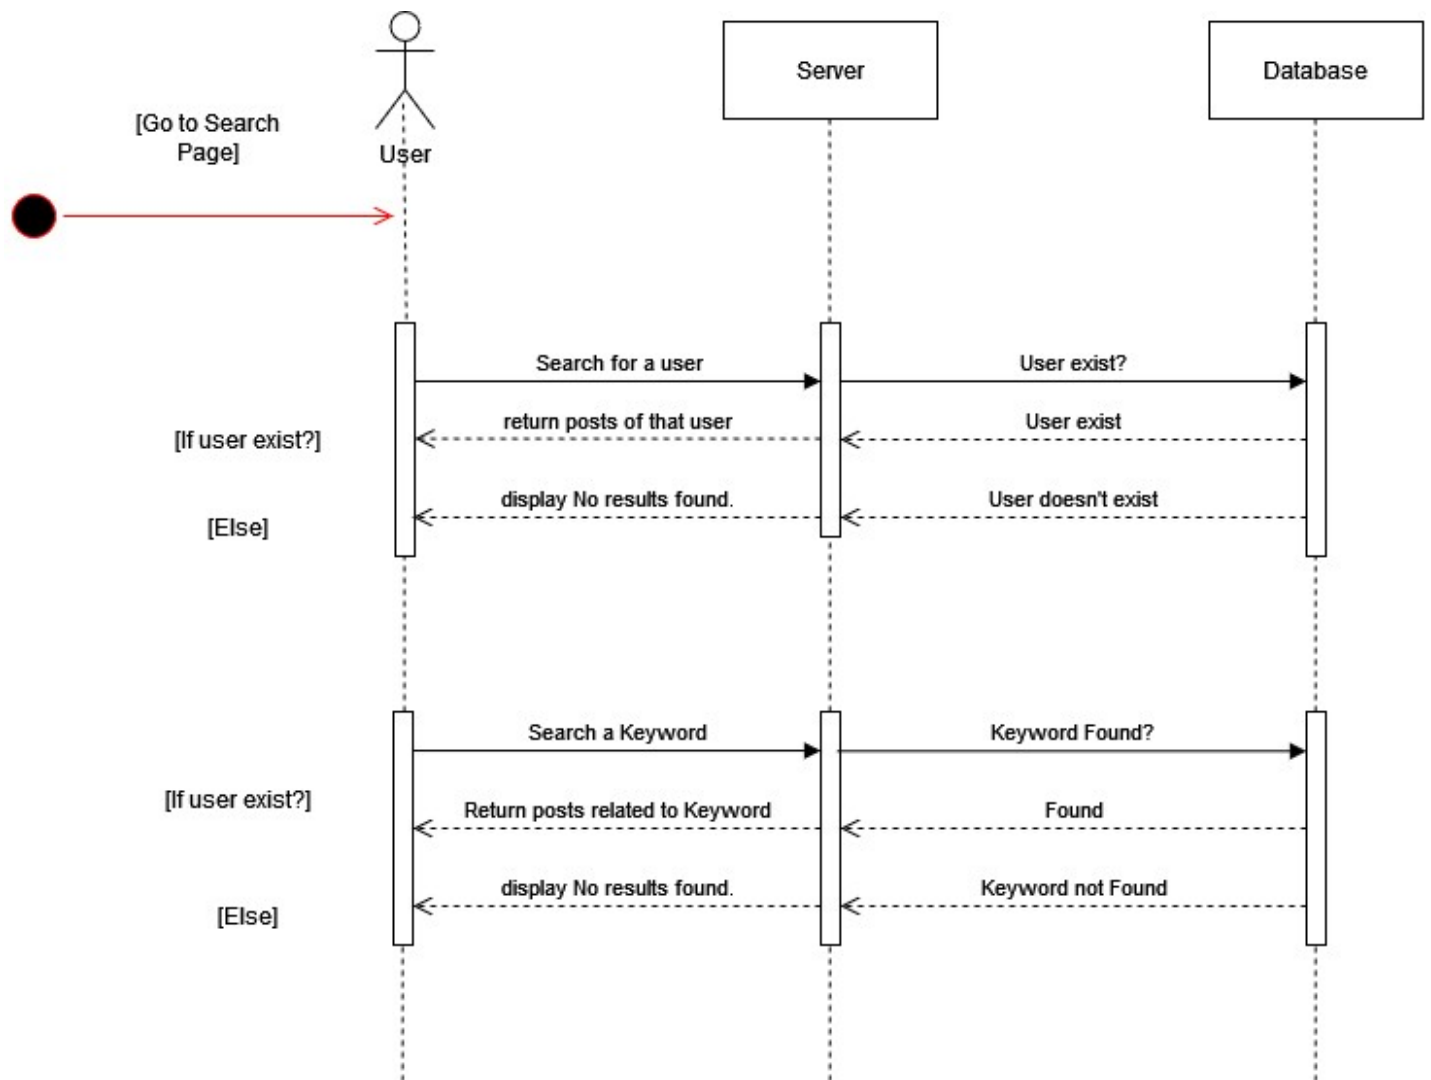 Server
Database
[Go to Search
Page]
User
Search for a user
User exist?
return posts of that user
User exist
[If user exist?]
display No results found.
User doesn't exist
[Else]
Search a Keyword
Keyword Found?
[If user exist?]
Return posts related to Keyword
Found
display No results found.
Keyword not Found
[Else]